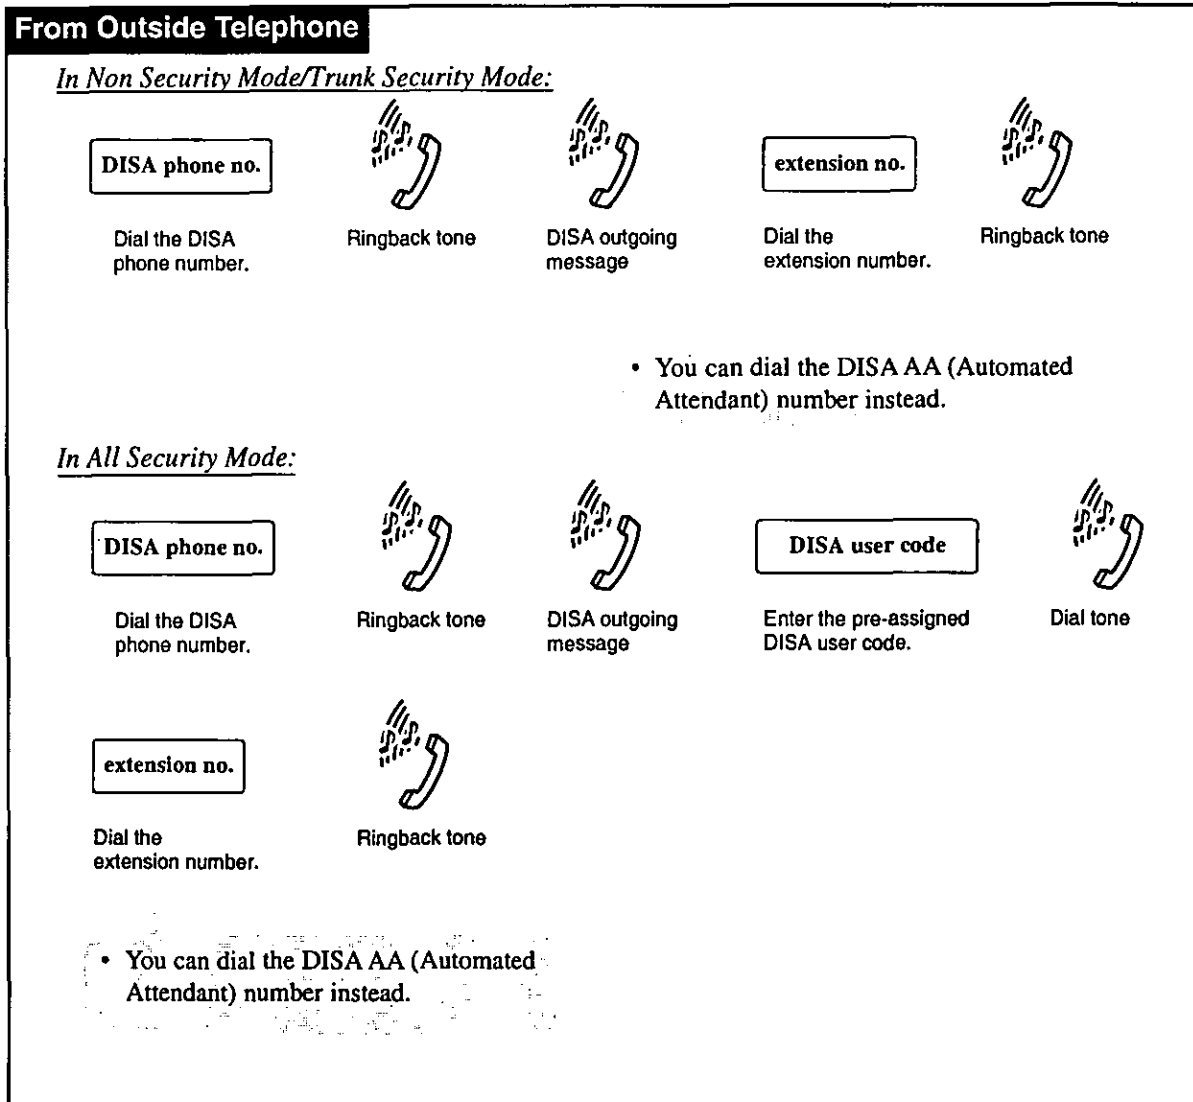 From Outside Telephone
In Non Security Mode/Trunk Security Mode:
DISA phone no.
extension no.
Dial the DISA
phone number.
Ringback tone
DISA outgoing
message
Dial the
extension number.
Ringback tone
• You can dial the DISA AA (Automated
Attendant) number instead.
In All Security Mode:
DISA phone no.
DISA user code
Dial the DISA
phone number.
Ringback tone
DISA outgoing
message
Enter the pre-assigned
DISA user code.
Dial tone
extension no.
Dial the
extension number.
Ringback tone
• You can dial the DISA AA (Automated
Attendant) number instead.